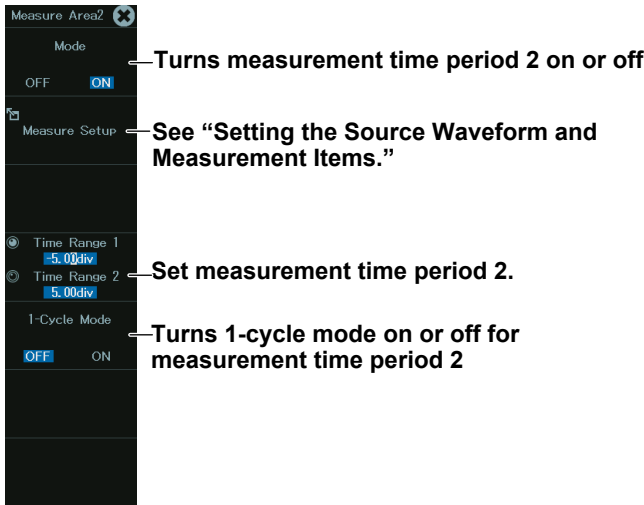 Measure Area2
Mode
OFF ON
Turns measurement time period 2 on or off
Measure Setup
See “Setting the Source Waveform and
Measurement Items.”
Time Range 1
-5.00div
Time Range 2
5.00div
Set measurement time period 2.
1-Cycle Mode
OFF ON
Turns 1-cycle mode on or off for
measurement time period 2